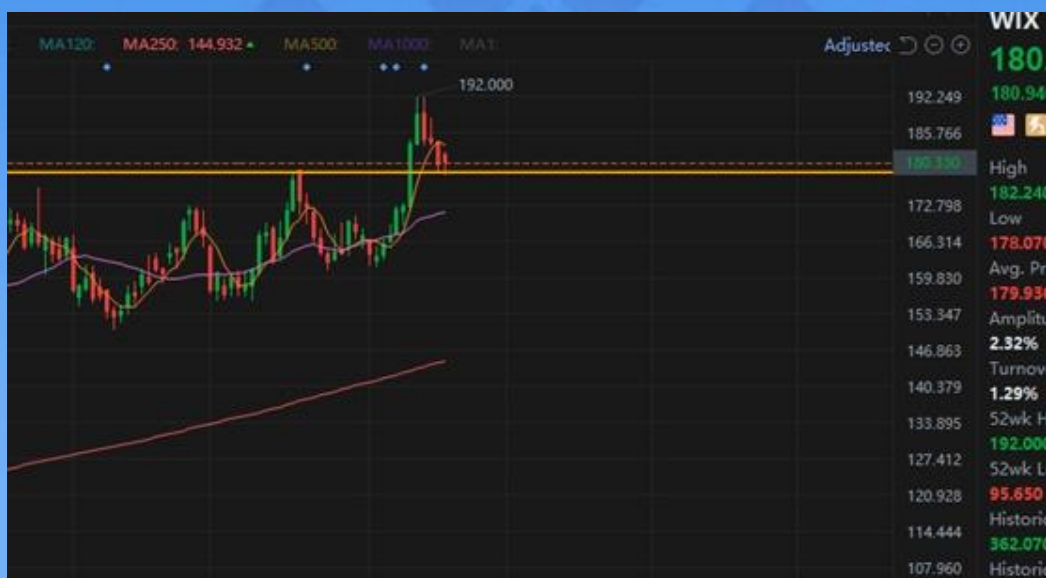 WIX
MA120: MA250: 144.932 MA500: MA1000: MA1: Adjusted
180.
180.94
192.000
192.249
185.766
180.330
172.798
166.314
159.830
153.347
146.863
140.379
133.895
127.412
120.928
114.444
107.960
High
182.240
Low
178.070
Avg. Pr
179.930
Amplitu
2.32%
Turnov
1.29%
52wk H
192.000
52wk L
95.650
Historic
362.070
Historic